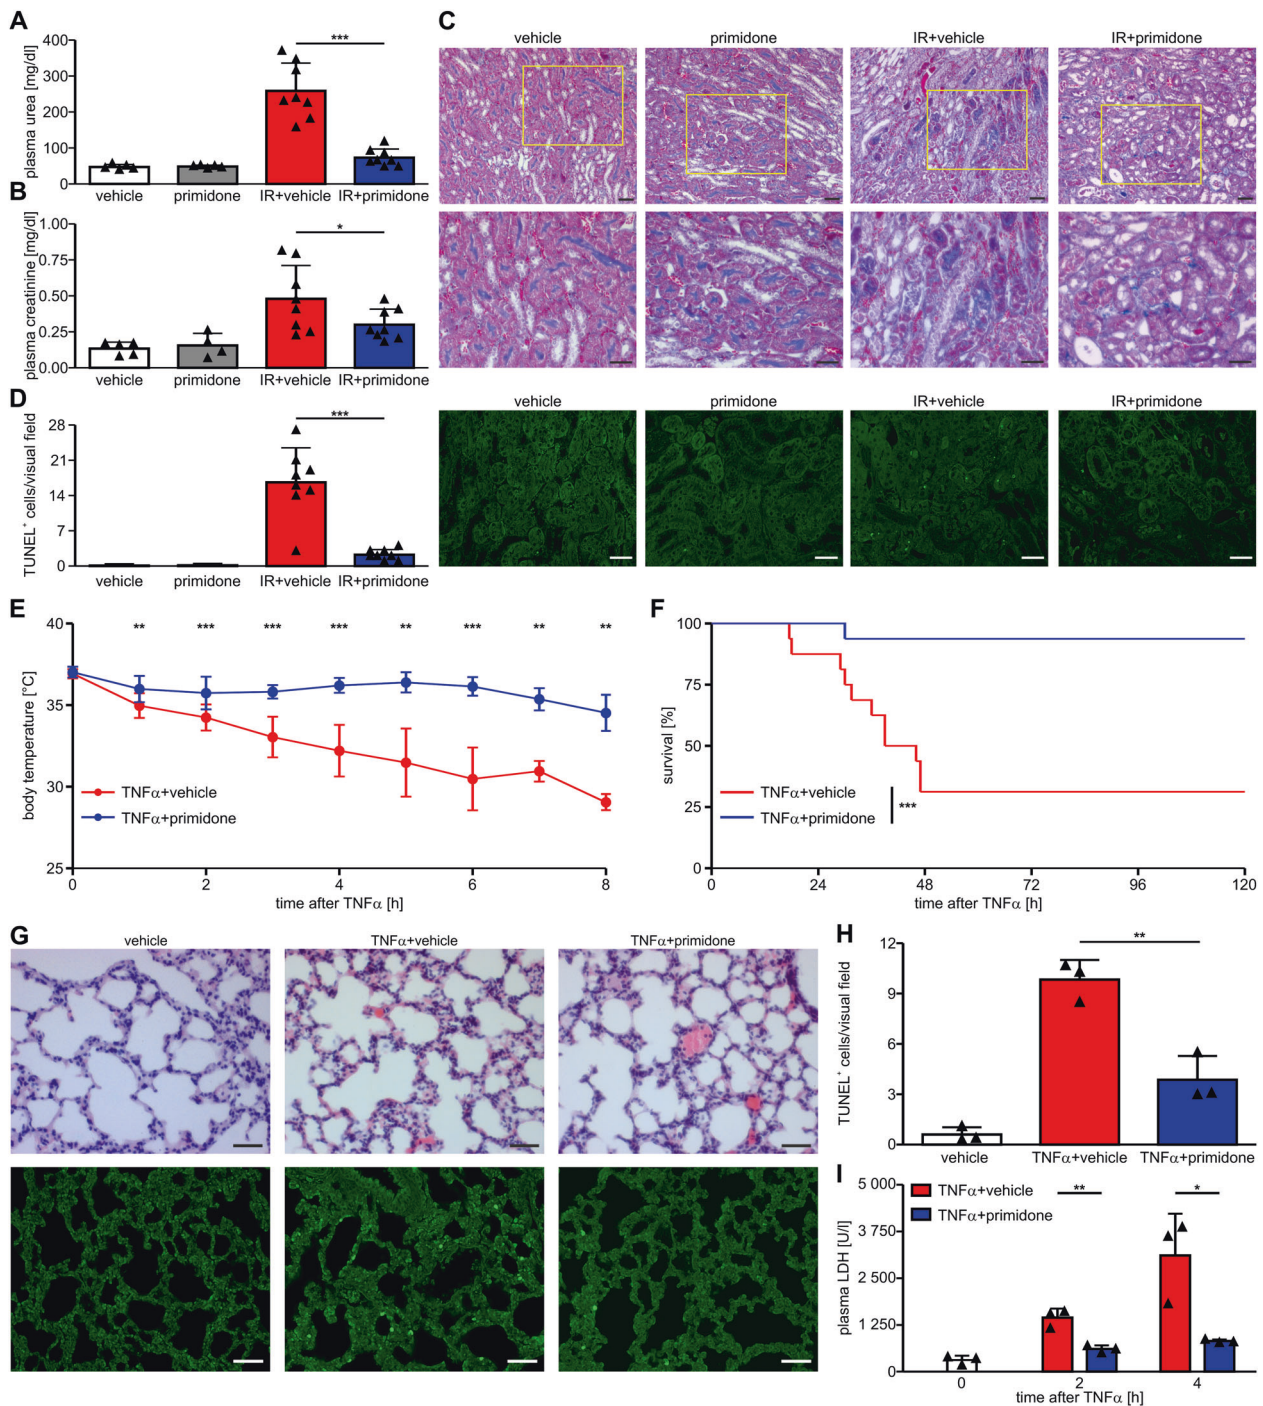 A
plasma urea [mg/dl]
400
300
200
100
0
***
vehicle primidone IR+vehicle IR+primidone
B
plasma creatinine [mg/dl]
1.00
0.75
0.50
0.25
0.00
*
vehicle primidone IR+vehicle IR+primidone
C
vehicle primidone IR+vehicle IR+primidone
D
TUNEL+ cells/visual field
28
21
14
7
0
***
vehicle primidone IR+vehicle IR+primidone
vehicle primidone IR+vehicle IR+primidone
E
body temperature [°C]
40
35
30
25
** *** *** *** ** *** ** **
TNFα+vehicle
TNFα+primidone
0 2 4 6 8
time after TNFα [h]
F
survival [%]
100
75
50
25
0
TNFα+vehicle
TNFα+primidone
***
0 24 48 72 96 120
time after TNFα [h]
G
vehicle TNFα+vehicle TNFα+primidone
H
TUNEL+ cells/visual field
12
9
6
3
0
**
vehicle TNFα+vehicle TNFα+primidone
I
plasma LDH [U/l]
5 000
3 750
2 500
1 250
0
TNFα+vehicle
TNFα+primidone
** *
0 2 4
time after TNFα [h]